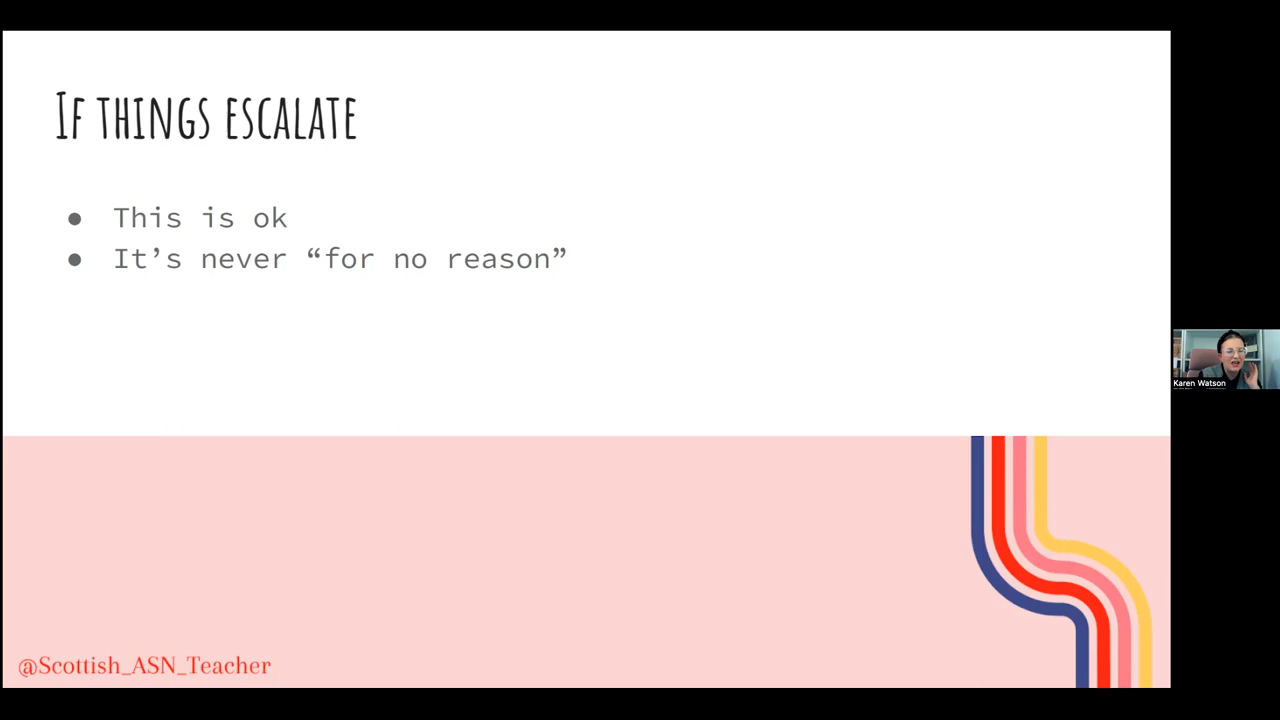 If things escalate
● This is ok
● It’s never “for no reason”
Karen Watson
@Scottish_ASN_Teacher